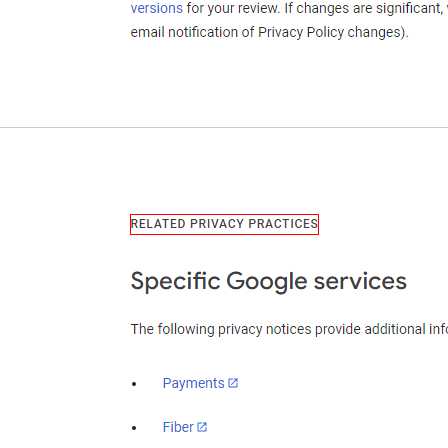 versions for your review. If changes are significant,
email notification of Privacy Policy changes).
RELATED PRIVACY PRACTICES
Specific Google services
The following privacy notices provide additional
• Payments
• Fiber